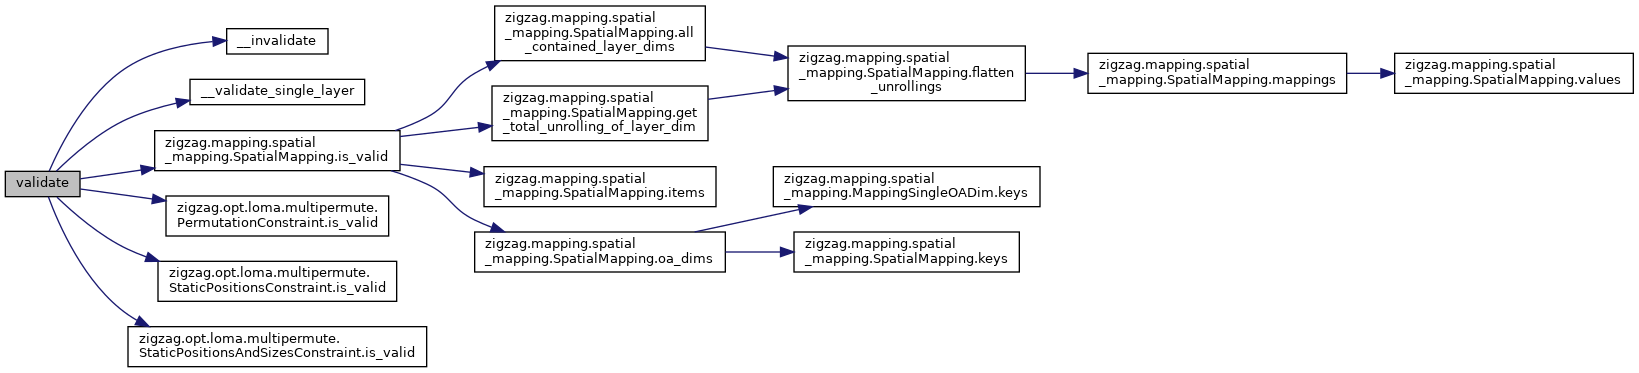 validate
__invalidate
__validate_single_layer
zigzag.mapping.spatial
_mapping.SpatialMapping.is_valid
zigzag.opt.loma.multipermute.
PermutationConstraint.is_valid
zigzag.opt.loma.multipermute.
StaticPositionsConstraint.is_valid
zigzag.opt.loma.multipermute.
StaticPositionsAndSizesConstraint.is_valid
zigzag.mapping.spatial
_mapping.SpatialMapping.all
_contained_layer_dims
zigzag.mapping.spatial
_mapping.SpatialMapping.get
_total_unrolling_of_layer_dim
zigzag.mapping.spatial
_mapping.SpatialMapping.items
zigzag.mapping.spatial
_mapping.SpatialMapping.oa_dims
zigzag.mapping.spatial
_mapping.SpatialMapping.flatten
_unrollings
zigzag.mapping.spatial
_mapping.MappingSingleOADim.keys
zigzag.mapping.spatial
_mapping.SpatialMapping.keys
zigzag.mapping.spatial
_mapping.SpatialMapping.mappings
zigzag.mapping.spatial
_mapping.SpatialMapping.values